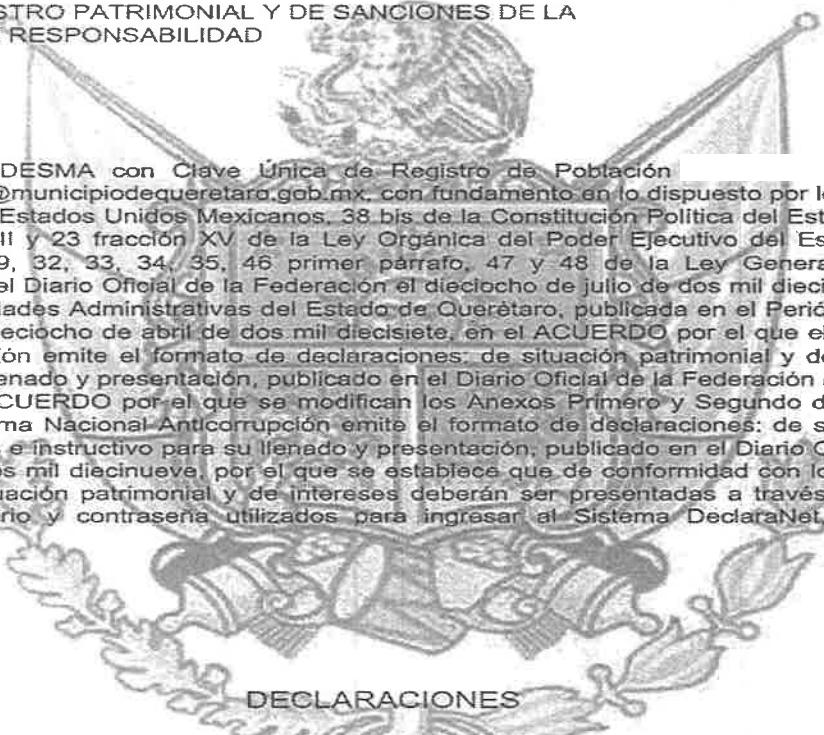 STRO PATRIMONIAL Y DE SANCIONES DE LA
RESPONSABILIDAD
DESMA con Clave Única de Registro de Población
@municipiodequeretaro.gob.mx, con fundamento en lo dispuesto por l
Estados Unidos Mexicanos, 38 bis de la Constitución Política del Est
II y 23 fracción XV de la Ley Orgánica del Poder Ejecutivo del Es
9, 32, 33, 34, 35, 46 primer párrafo, 47 y 48 de la Ley Genera
el Diario Oficial de la Federación el dieciocho de julio de dos mil dieci
dades Administrativas del Estado de Querétaro, publicada en el Perió
eciocho de abril de dos mil diecisiete, en el ACUERDO por el que el
ón emite el formato de declaraciones: de situación patrimonial y de
enado y presentación, publicado en el Diario Oficial de la Federación
CUERDO por el que se modifican los Anexos Primero y Segundo d
ma Nacional Anticorrupción emite el formato de declaraciones: de s
e instructivo para su llenado y presentación, publicado en el Diario O
s mil diecinueve, por el que se establece que de conformidad con lo
uación patrimonial y de intereses deberán ser presentadas a través
rio y contraseña utilizados para ingresar al Sistema DeclaraNet,
DECLARACIONES